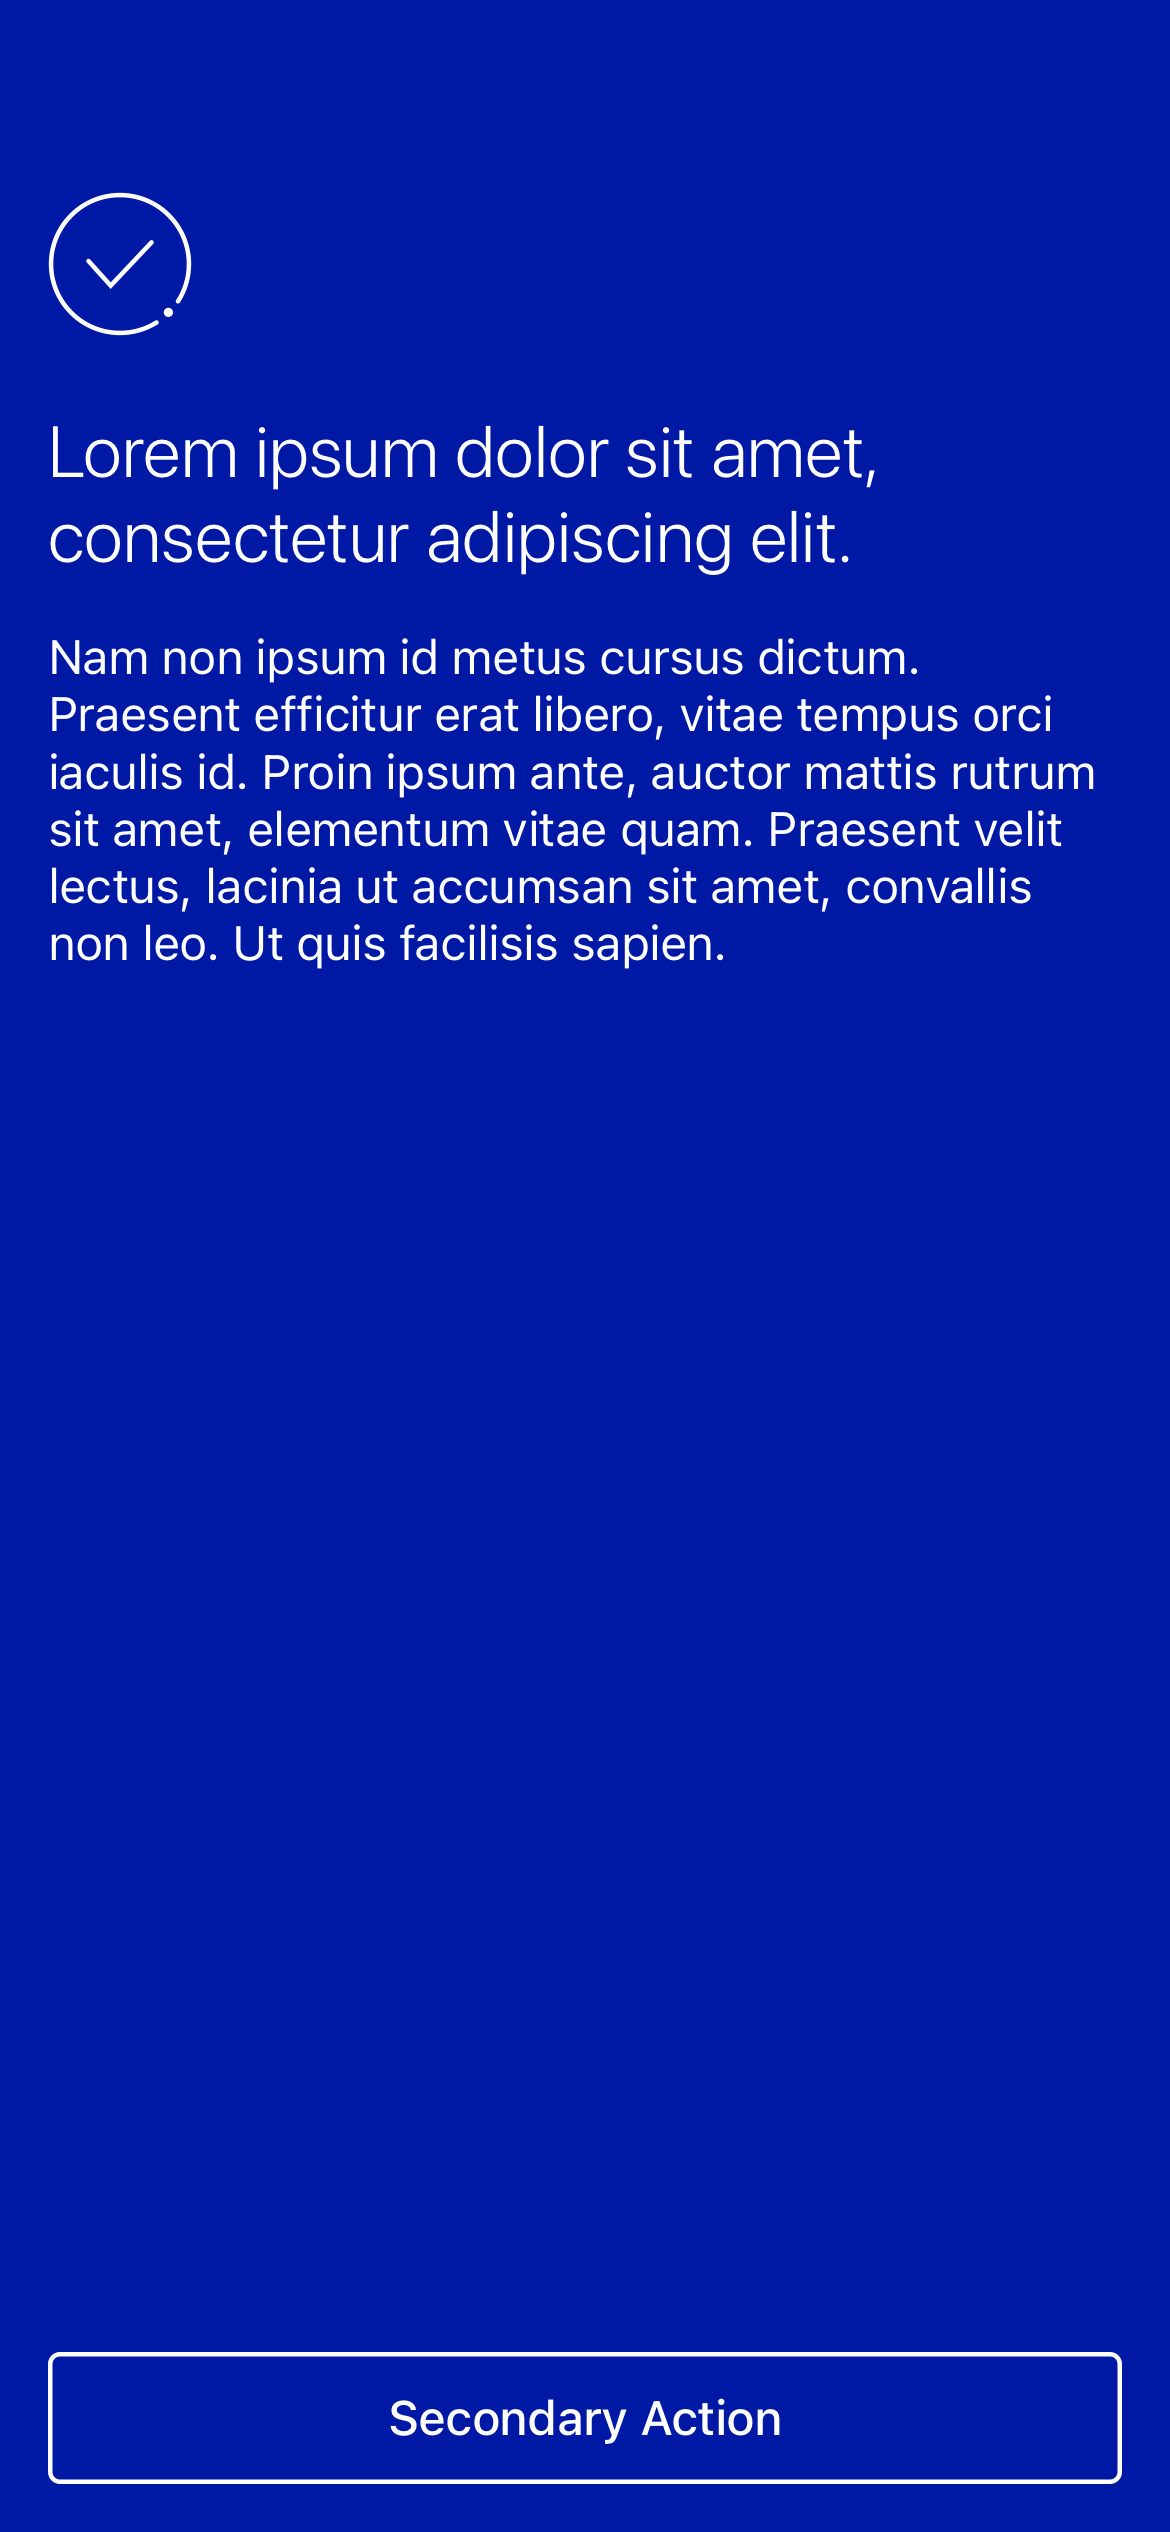 Lorem ipsum dolor sit amet,
consectetur adipiscing elit.
Nam non ipsum id metus cursus dictum.
Praesent efficitur erat libero, vitae tempus orci
iaculis id. Proin ipsum ante, auctor mattis rutrum
sit amet, elementum vitae quam. Praesent velit
lectus, lacinia ut accumsan sit amet, convallis
non leo. Ut quis facilisis sapien.
Secondary Action